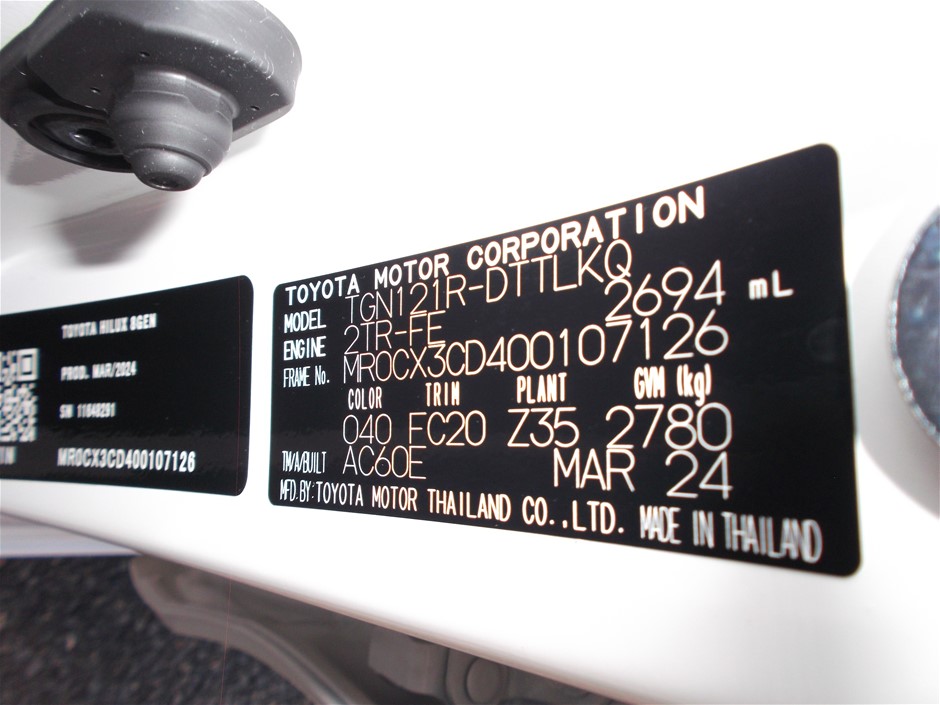 TOYOTA HILUX 8GEN
PROD. MAR/2024
SN 11648291
MR0CX3CD400107126
TOYOTA MOTOR CORPORATION
MODEL TGN121R-DTTLKQ
ENGINE 2TR-FE 2694 mL
FRAME No. MR0CX3CD400107126
COLOR TRIM PLANT GVM (kg)
040 FC20 Z35 2780
T/M/A/BUILT AC60E MAR 24
MFD.BY:TOYOTA MOTOR THAILAND CO.,LTD. MADE IN THAILAND